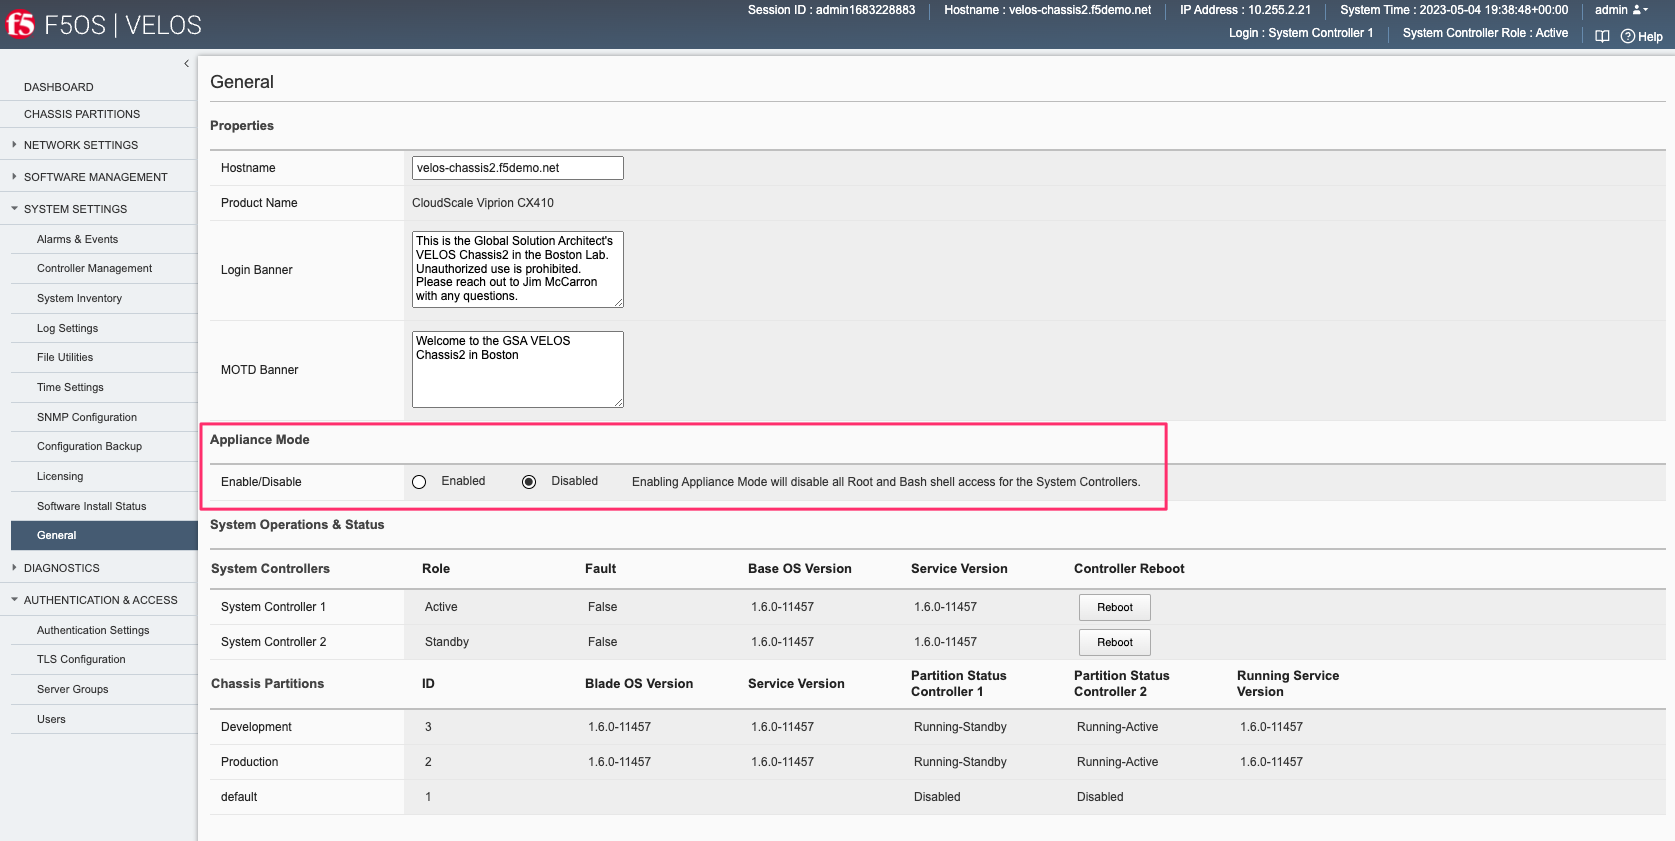 f5 F5OS | VELOS
Session ID : admin1683228883 Hostname : velos-chassis2.f5demo.net IP Address : 10.255.2.21 System Time : 2023-05-04 19:38:48+00:00 admin
Login : System Controller 1 System Controller Role : Active Help
DASHBOARD
CHASSIS PARTITIONS
NETWORK SETTINGS
SOFTWARE MANAGEMENT
SYSTEM SETTINGS
Alarms & Events
Controller Management
System Inventory
Log Settings
File Utilities
Time Settings
SNMP Configuration
Configuration Backup
Licensing
Software Install Status
General
DIAGNOSTICS
AUTHENTICATION & ACCESS
Authentication Settings
TLS Configuration
Server Groups
Users
General
Properties
Hostname velos-chassis2.f5demo.net
Product Name CloudScale Viprion CX410
Login Banner
This is the Global Solution Architect's
VELOS Chassis2 in the Boston Lab.
Unauthorized use is prohibited.
Please reach out to Jim McCarron
with any questions.
MOTD Banner
Welcome to the GSA VELOS
Chassis2 in Boston
Appliance Mode
Enable/Disable Enabled Disabled Enabling Appliance Mode will disable all Root and Bash shell access for the System Controllers.
System Operations & Status
System Controllers Role Fault Base OS Version Service Version Controller Reboot
System Controller 1 Active False 1.6.0-11457 1.6.0-11457 Reboot
System Controller 2 Standby False 1.6.0-11457 1.6.0-11457 Reboot
Chassis Partitions ID Blade OS Version Service Version Partition Status Controller 1 Partition Status Controller 2 Running Service Version
Development 3 1.6.0-11457 1.6.0-11457 Running-Standby Running-Active 1.6.0-11457
Production 2 1.6.0-11457 1.6.0-11457 Running-Standby Running-Active 1.6.0-11457
default 1 Disabled Disabled